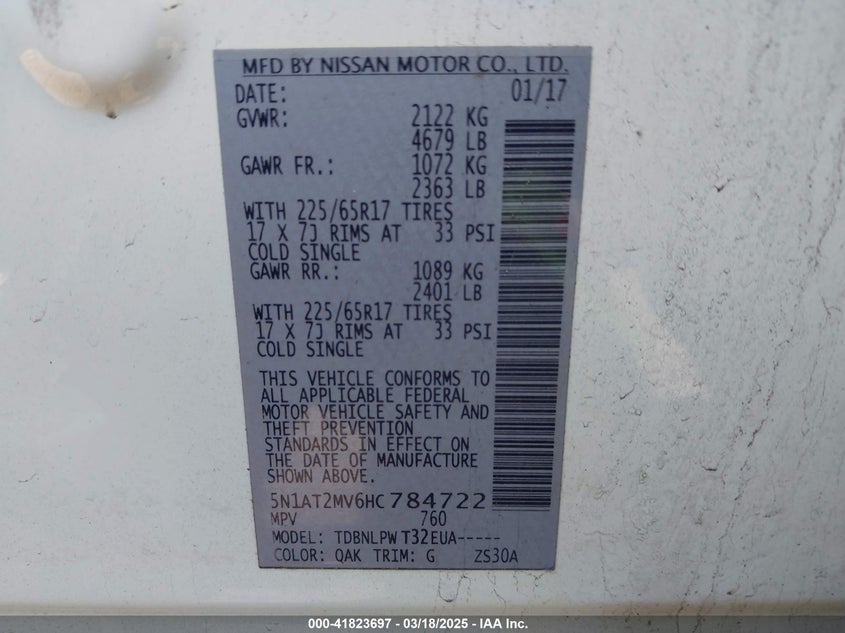 MFD BY NISSAN MOTOR CO., LTD.
DATE: 01/17
GVWR: 2122 KG
4679 LB
GAWR FR.: 1072 KG
2363 LB
WITH 225/65R17 TIRES
17 X 7J RIMS AT 33 PSI
COLD SINGLE
GAWR RR.: 1089 KG
2401 LB
WITH 225/65R17 TIRES
17 X 7J RIMS AT 33 PSI
COLD SINGLE
THIS VEHICLE CONFORMS TO
ALL APPLICABLE FEDERAL
MOTOR VEHICLE SAFETY AND
THEFT PREVENTION
STANDARDS IN EFFECT ON
THE DATE OF MANUFACTURE
SHOWN ABOVE.
5N1AT2MV6HC784722
MPV 760
MODEL: TDBNLPW T32EUA-----
COLOR: QAK TRIM: G ZS30A
000-41823697 - 03/18/2025 - IAA Inc.